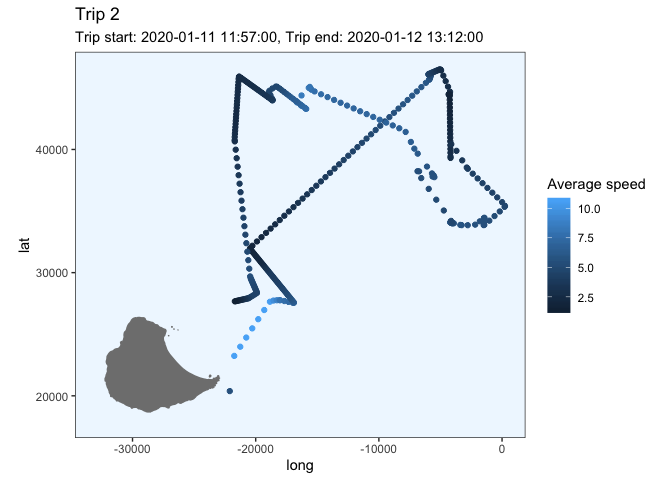 Trip 2
Trip start: 2020-01-11 11:57:00, Trip end: 2020-01-12 13:12:00
40000
30000
20000
lat
-30000
-20000
-10000
0
long
Average speed
10.0
7.5
5.0
2.5